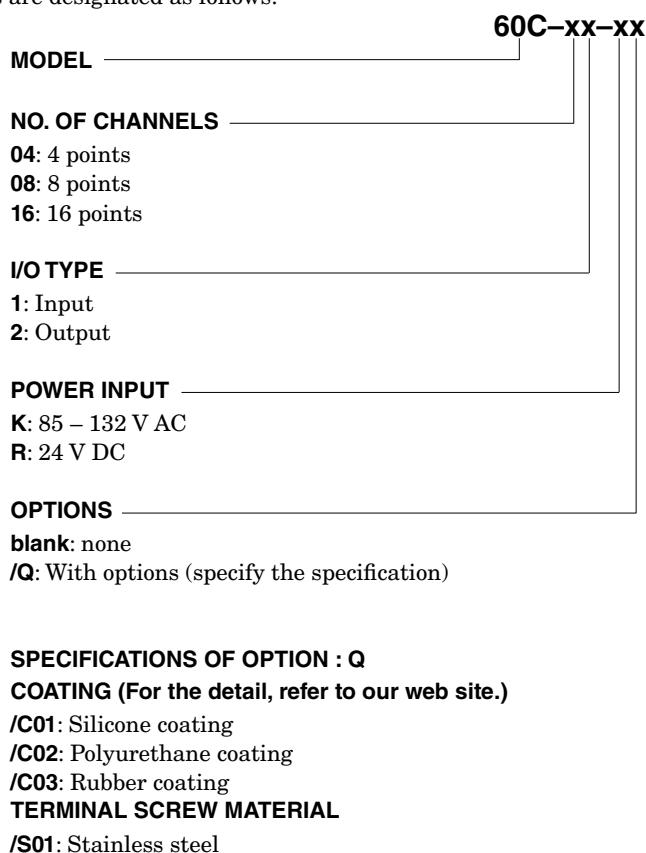 s are designated as follows:
60C–xx–xx
MODEL
NO. OF CHANNELS
04: 4 points
08: 8 points
16: 16 points
I/O TYPE
1: Input
2: Output
POWER INPUT
K: 85 – 132 V AC
R: 24 V DC
OPTIONS
blank: none
/Q: With options (specify the specification)
SPECIFICATIONS OF OPTION : Q
COATING (For the detail, refer to our web site.)
/C01: Silicone coating
/C02: Polyurethane coating
/C03: Rubber coating
TERMINAL SCREW MATERIAL
/S01: Stainless steel